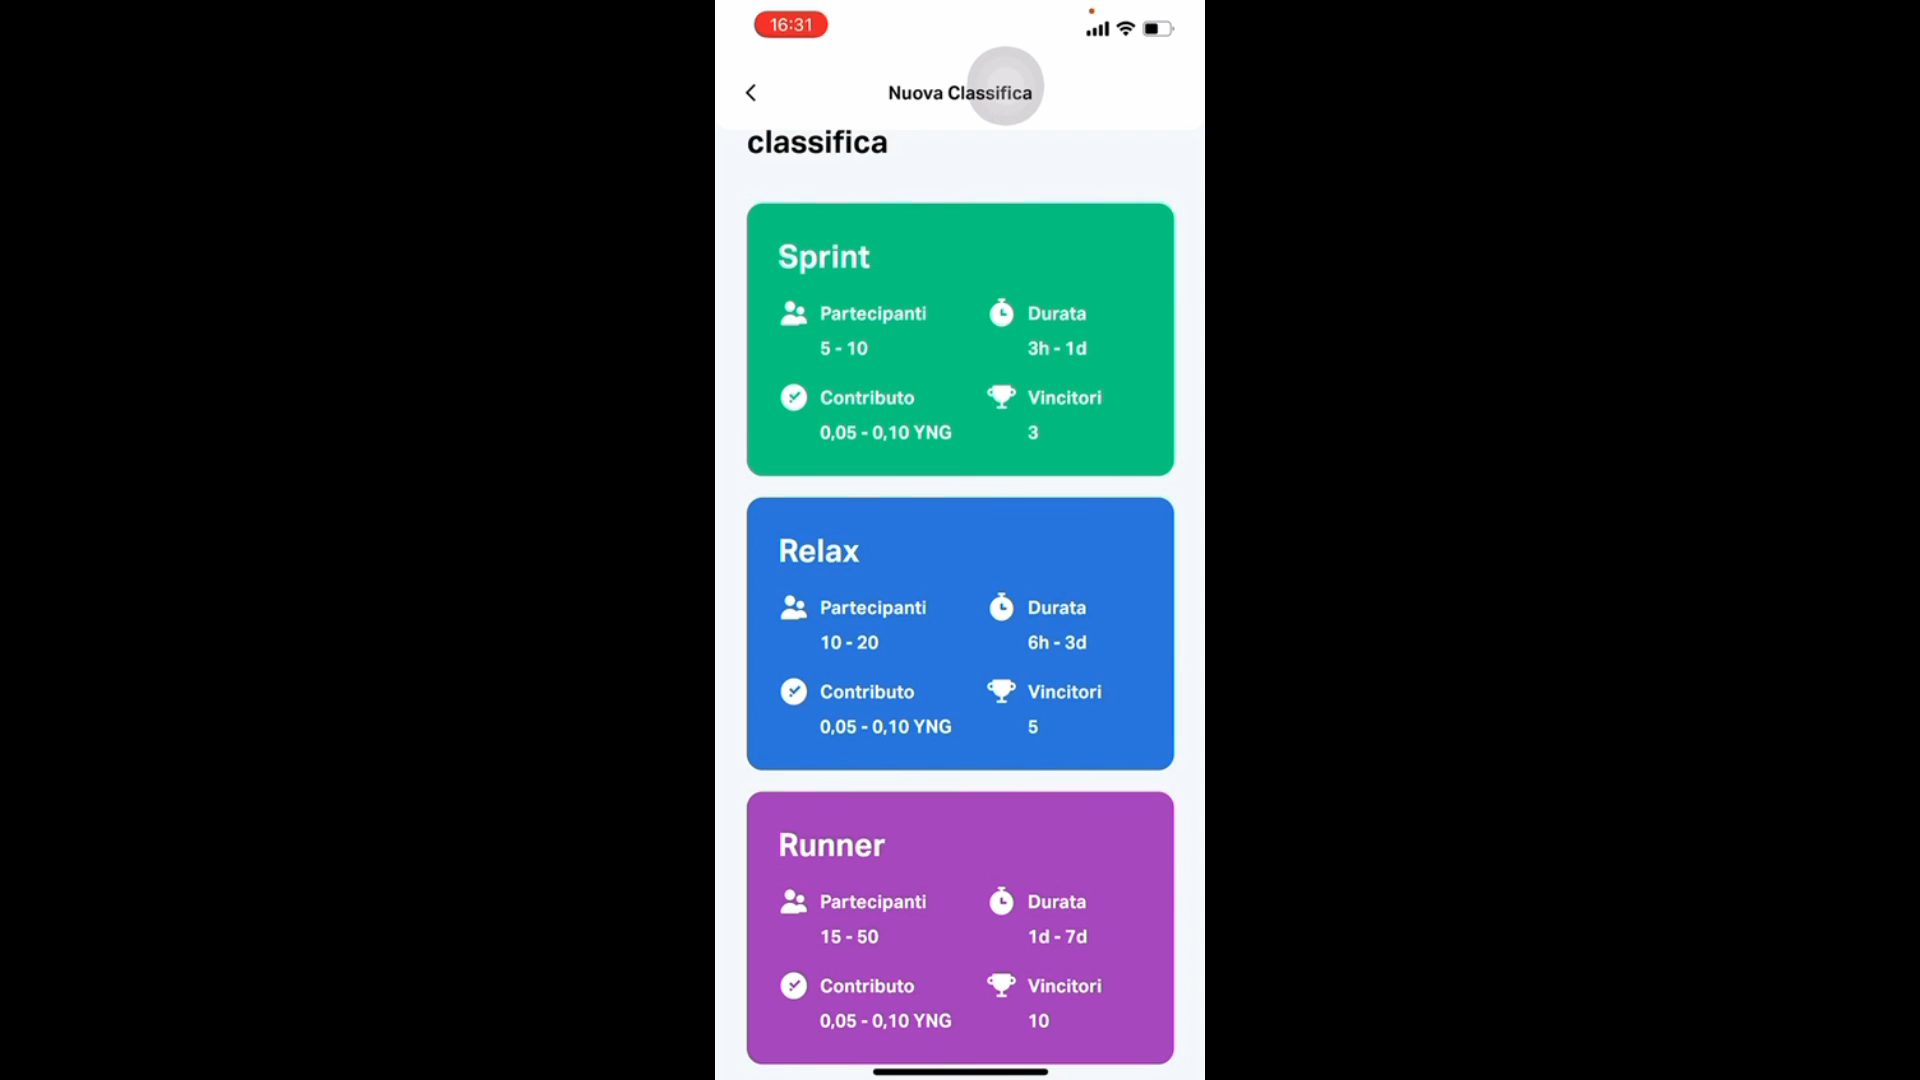 16:31
Nuova Classifica
classifica
Sprint
Partecipanti
5 - 10
Durata
3h - 1d
Contributo
0,05 - 0,10 YNG
Vincitori
3
Relax
Partecipanti
10 - 20
Durata
6h - 3d
Contributo
0,05 - 0,10 YNG
Vincitori
5
Runner
Partecipanti
15 - 50
Durata
1d - 7d
Contributo
0,05 - 0,10 YNG
Vincitori
10